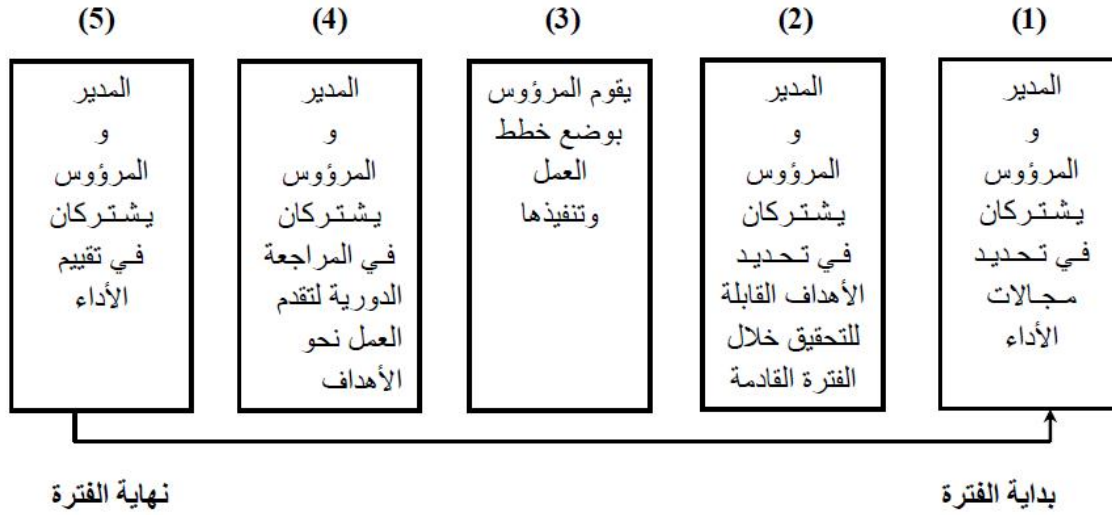 (1)
المدير
و
المرؤوس
يشتركان
في تحديد
مجالات
الأداء
(2)
المدير
و
المرؤوس
يشتركان
في تحديد
الأهداف القابلة
للتحقيق خلال
الفترة القادمة
(3)
يقوم المرؤوس
بوضع خطط
العمل
وتنفيذها
(4)
المدير
و
المرؤوس
يشتركان
في المراجعة
الدورية لتقدم
العمل نحو
الأهداف
(5)
المدير
و
المرؤوس
يشتركان
في تقييم
الأداء
بداية الفترة
نهاية الفترة